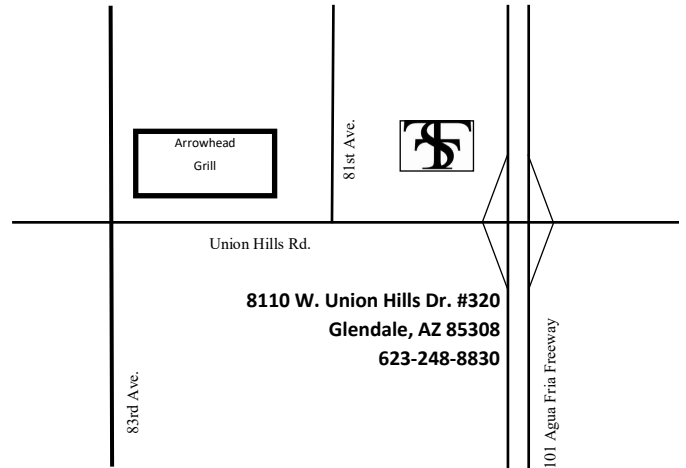 Arrowhead
Grill
81st Ave.
Union Hills Rd.
8110 W. Union Hills Dr. #320
Glendale, AZ 85308
623-248-8830
83rd Ave.
101 Agua Fria Freeway